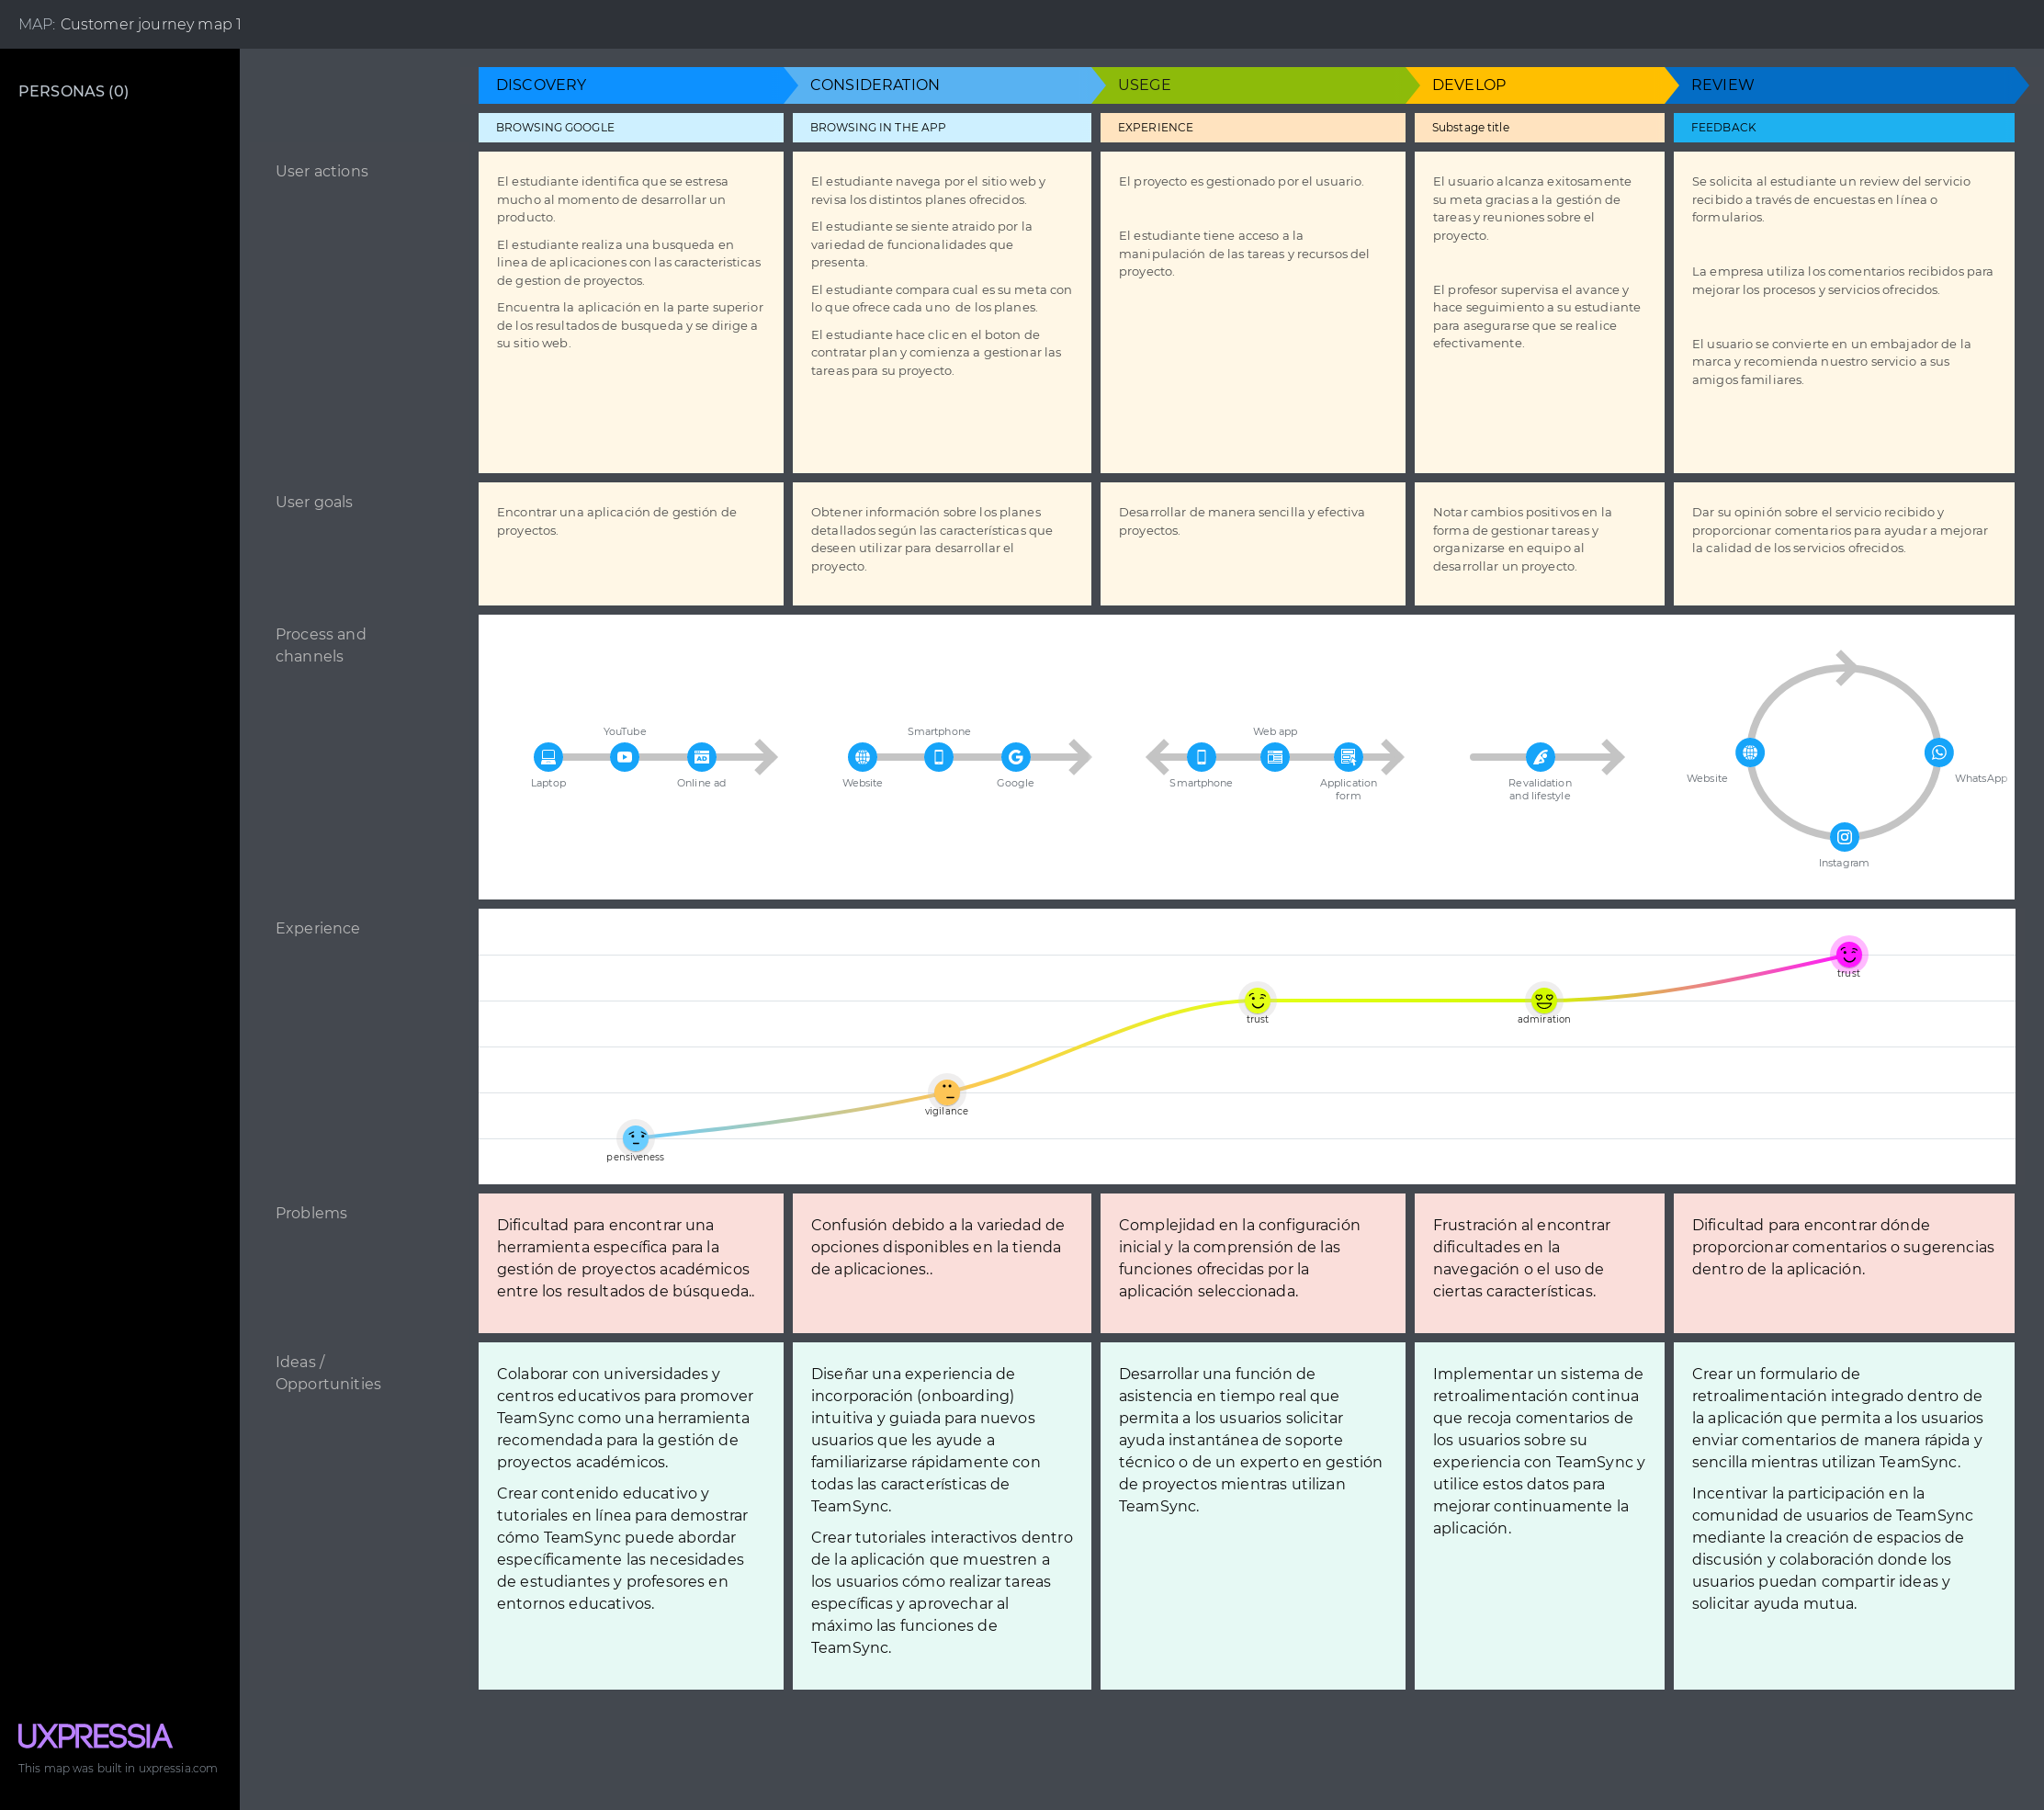 MAP: Customer journey map 1
PERSONAS (0)
DISCOVERY
CONSIDERATION
USEGE
DEVELOP
REVIEW
BROWSING GOOGLE
BROWSING IN THE APP
EXPERIENCE
Substage title
FEEDBACK
User actions
El estudiante identifica que se estresa
mucho al momento de desarrollar un
producto.
El estudiante realiza una busqueda en
linea de aplicaciones con las caracteristicas
de gestion de proyectos.
Encuentra la aplicación en la parte superior
de los resultados de busqueda y se dirige a
su sitio web.
El estudiante navega por el sitio web y
revisa los distintos planes ofrecidos.
El estudiante se siente atraido por la
variedad de funcionalidades que
presenta.
El estudiante compara cual es su meta con
lo que ofrece cada uno de los planes.
El estudiante hace clic en el boton de
contratar plan y comienza a gestionar las
tareas para su proyecto.
El proyecto es gestionado por el usuario.
El estudiante tiene acceso a la
manipulación de las tareas y recursos del
proyecto.
El usuario alcanza exitosamente
su meta gracias a la gestión de
tareas y reuniones sobre el
proyecto.
El profesor supervisa el avance y
hace seguimiento a su estudiante
para asegurarse que se realice
efectivamente.
Se solicita al estudiante un review del servicio
recibido a través de encuestas en línea o
formularios.
La empresa utiliza los comentarios recibidos para
mejorar los procesos y servicios ofrecidos.
El usuario se convierte en un embajador de la
marca y recomienda nuestro servicio a sus
amigos familiares.
User goals
Encontrar una aplicación de gestión de
proyectos.
Obtener información sobre los planes
detallados según las características que
deseen utilizar para desarrollar el
proyecto.
Desarrollar de manera sencilla y efectiva
proyectos.
Notar cambios positivos en la
forma de gestionar tareas y
organizarse en equipo al
desarrollar un proyecto.
Dar su opinión sobre el servicio recibido y
proporcionar comentarios para ayudar a mejorar
la calidad de los servicios ofrecidos.
Process and
channels
Laptop
YouTube
AD
Online ad
Website
Smartphone
Google
Smartphone
Web app
Application
form
Revalidation
and lifestyle
Website
WhatsApp
Instagram
Experience
pensiveness
vigilance
trust
admiration
trust
Problems
Dificultad para encontrar una
herramienta específica para la
gestión de proyectos académicos
entre los resultados de búsqueda..
Confusión debido a la variedad de
opciones disponibles en la tienda
de aplicaciones..
Complejidad en la configuración
inicial y la comprensión de las
funciones ofrecidas por la
aplicación seleccionada.
Frustración al encontrar
dificultades en la
navegación o el uso de
ciertas características.
Dificultad para encontrar dónde
proporcionar comentarios o sugerencias
dentro de la aplicación.
Ideas /
Opportunities
Colaborar con universidades y
centros educativos para promover
TeamSync como una herramienta
recomendada para la gestión de
proyectos académicos.
Crear contenido educativo y
tutoriales en línea para demostrar
cómo TeamSync puede abordar
específicamente las necesidades
de estudiantes y profesores en
entornos educativos.
Diseñar una experiencia de
incorporación (onboarding)
intuitiva y guiada para nuevos
usuarios que les ayude a
familiarizarse rápidamente con
todas las características de
TeamSync.
Crear tutoriales interactivos dentro
de la aplicación que muestren a
los usuarios cómo realizar tareas
específicas y aprovechar al
máximo las funciones de
TeamSync.
Desarrollar una función de
asistencia en tiempo real que
permita a los usuarios solicitar
ayuda instantánea de soporte
técnico o de un experto en gestión
de proyectos mientras utilizan
TeamSync.
Implementar un sistema de
retroalimentación continua
que recoja comentarios de
los usuarios sobre su
experiencia con TeamSync y
utilice estos datos para
mejorar continuamente la
aplicación.
Crear un formulario de
retroalimentación integrado dentro de
la aplicación que permita a los usuarios
enviar comentarios de manera rápida y
sencilla mientras utilizan TeamSync.
Incentivar la participación en la
comunidad de usuarios de TeamSync
mediante la creación de espacios de
discusión y colaboración donde los
usuarios puedan compartir ideas y
solicitar ayuda mutua.
UXPRESSIA
This map was built in uxpressia.com